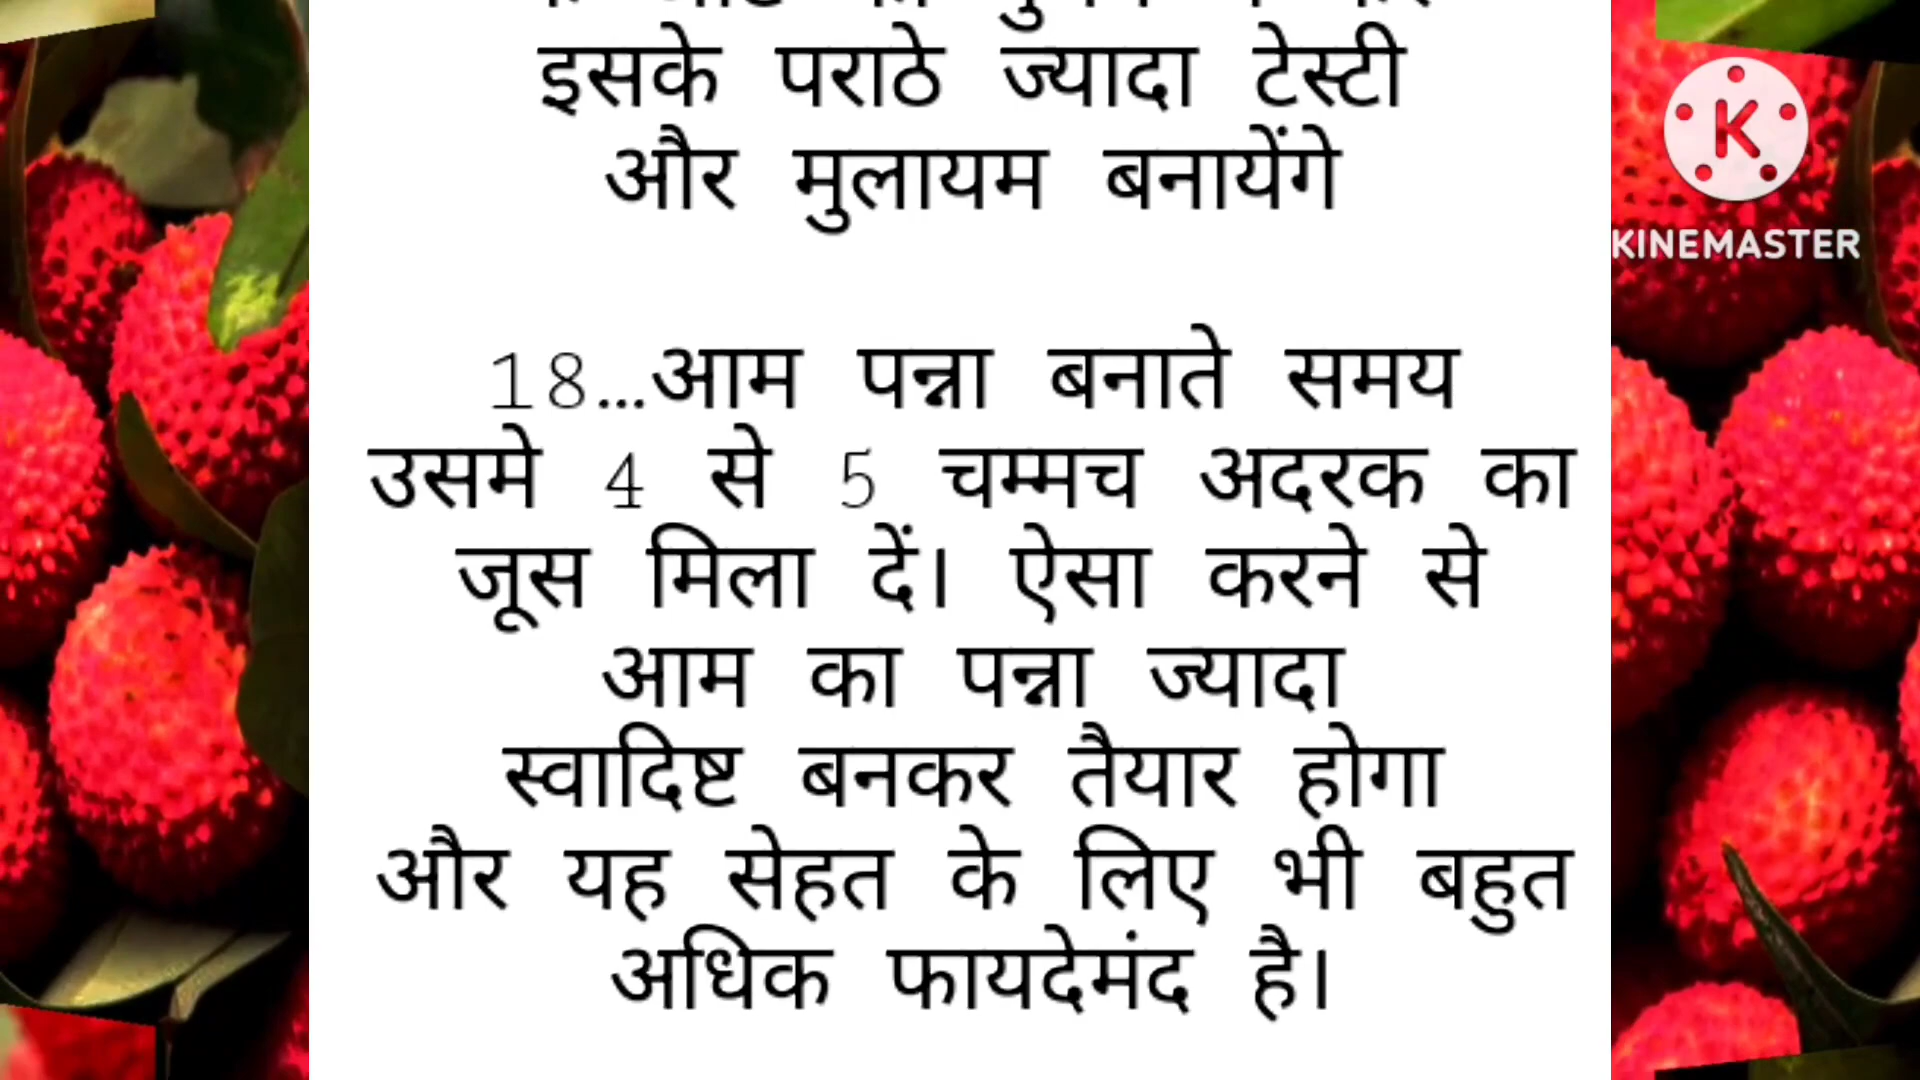 इसके पराठे ज्यादा टेस्टी
और मुलायम बनायेंगे
18...आम पन्ना बनाते समय
उसमे 4 से 5 चम्मच अदरक का
जूस मिला दें। ऐसा करने से
आम का पन्ना ज्यादा
स्वादिष्ट बनकर तैयार होगा
और यह सेहत के लिए भी बहुत
अधिक फायदेमंद है।
K
KINEMASTER